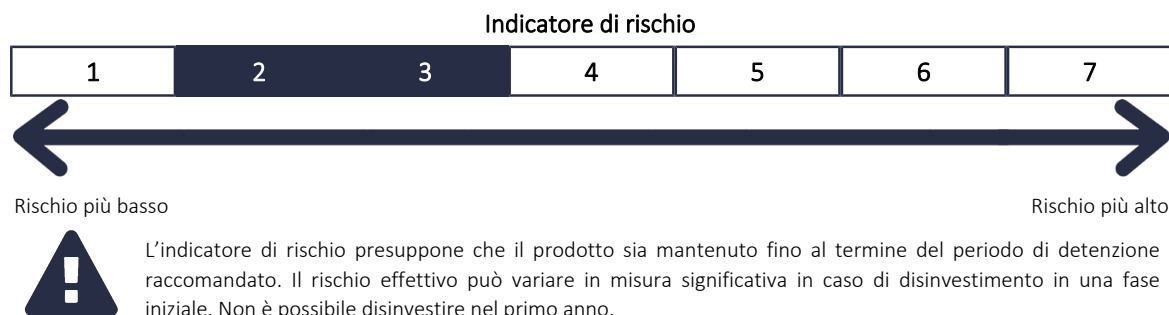 Indicatore di rischio
1 2 3 4 5 6 7
Rischio più basso Rischio più alto
L'indicatore di rischio presuppone che il prodotto sia mantenuto fino al termine del periodo di detenzione
raccomandato. Il rischio effettivo può variare in misura significativa in caso di disinvestimento in una fase
iniziale. Non è possibile disinvestire nel primo anno.